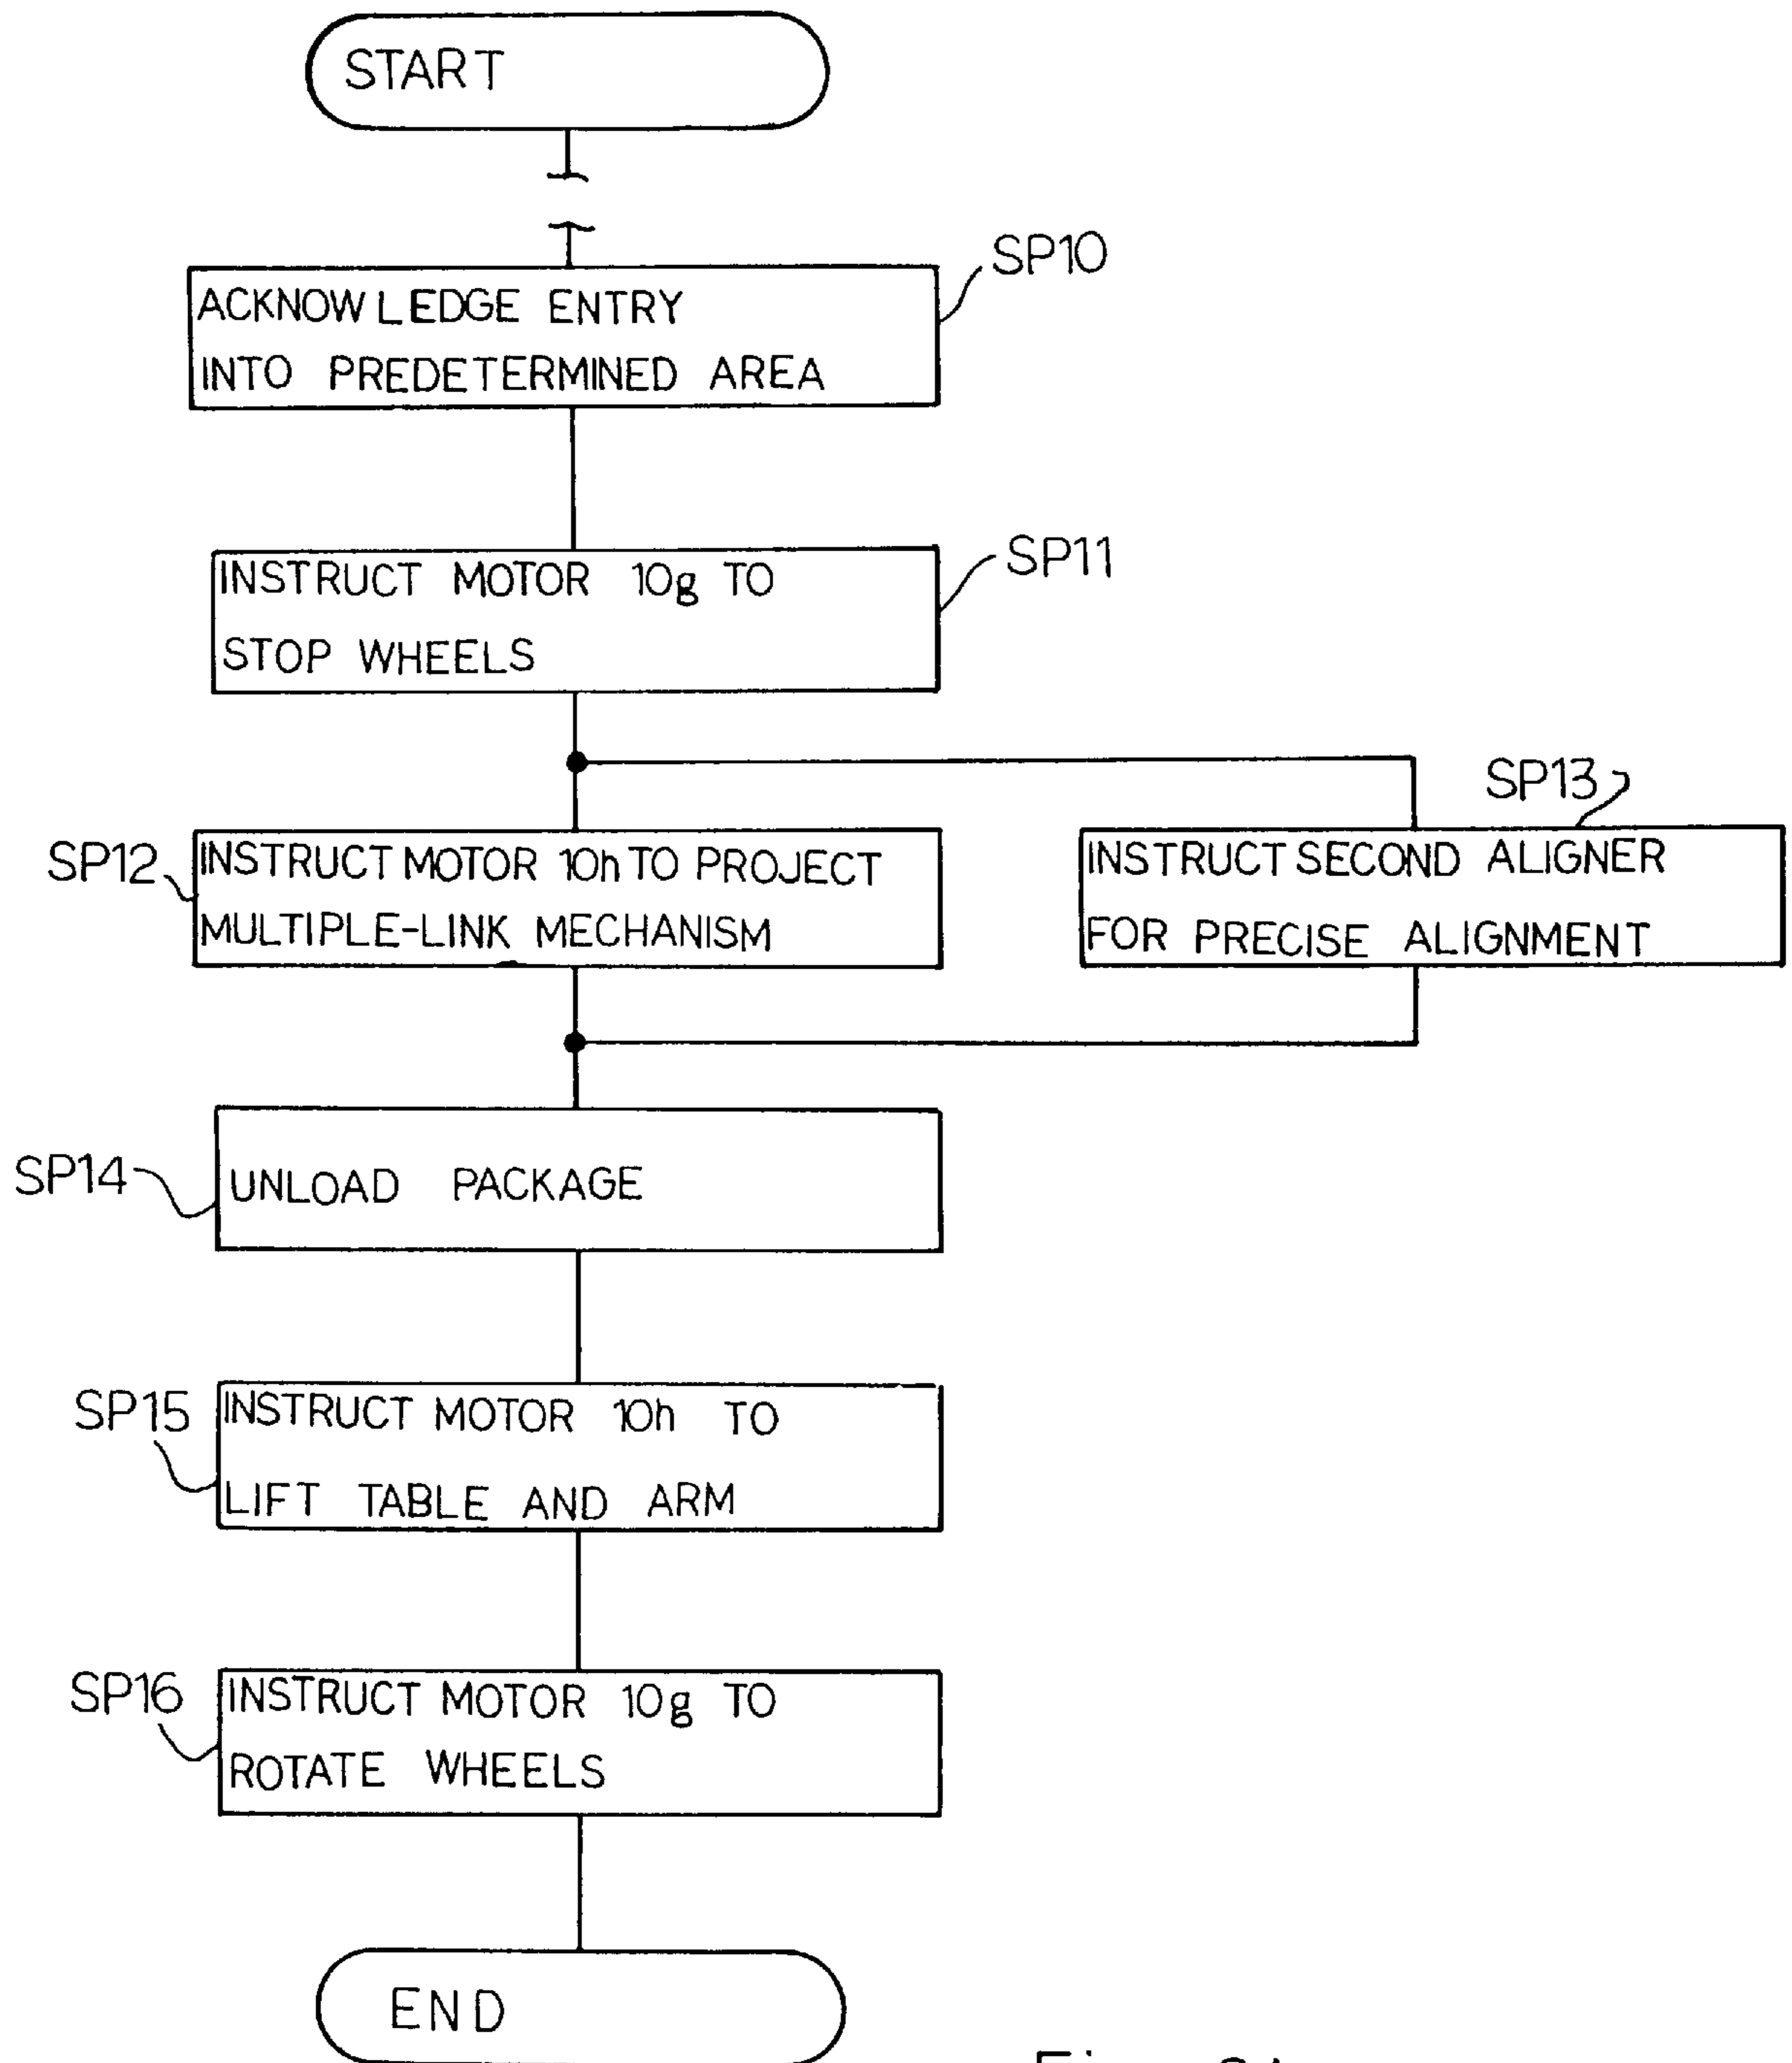 START
SP10
ACKNOWLEDGE ENTRY
INTO PREDETERMINED AREA
SP11
INSTRUCT MOTOR 10g TO
STOP WHEELS
SP12
INSTRUCT MOTOR 10h TO PROJECT
MULTIPLE-LINK MECHANISM
SP13
INSTRUCT SECOND ALIGNER
FOR PRECISE ALIGNMENT
SP14
UNLOAD PACKAGE
SP15
INSTRUCT MOTOR 10h TO
LIFT TABLE AND ARM
SP16
INSTRUCT MOTOR 10g TO
ROTATE WHEELS
END